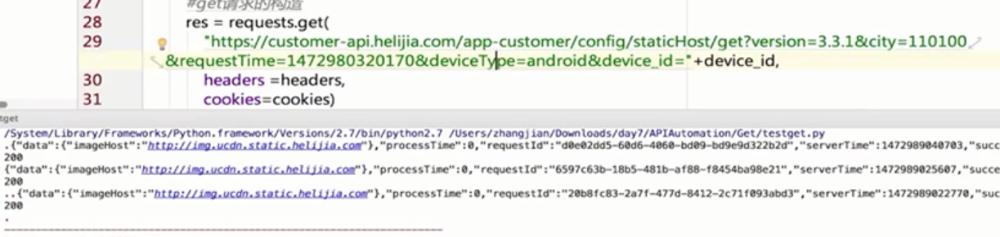 27 #get请求的构造
28 res = requests.get(
29 "https://customer-api.helijia.com/app-customer/config/staticHost/get?version=3.3.1&city=110100
&requestTime=1472980320170&deviceType=android&device_id="+device_id,
30 headers =headers,
31 cookies=cookies)
tget
/System/Library/Frameworks/Python.framework/Versions/2.7/bin/python2.7 /Users/zhangjian/Downloads/day7/APIAutomation/Get/testget.py
.{"data":{"imageHost":"http://img.ucdn.static.helijia.com"},"processTime":0,"requestId":"d0e02dd5-60d6-4060-bd09-bd9e9d322b2d","serverTime":1472989040703,"succ
200
{"data":{"imageHost":"http://img.ucdn.static.helijia.com"},"processTime":0,"requestId":"6597c63b-18b5-481b-af88-f8454ba98e21","serverTime":1472989025607,"succe
200
..{"data":{"imageHost":"http://img.ucdn.static.helijia.com"},"processTime":0,"requestId":"20b8fc83-2a7f-477d-8412-2c71f093abd3","serverTime":1472989022770,"suc
200
.
----------------------------------------------------------------------